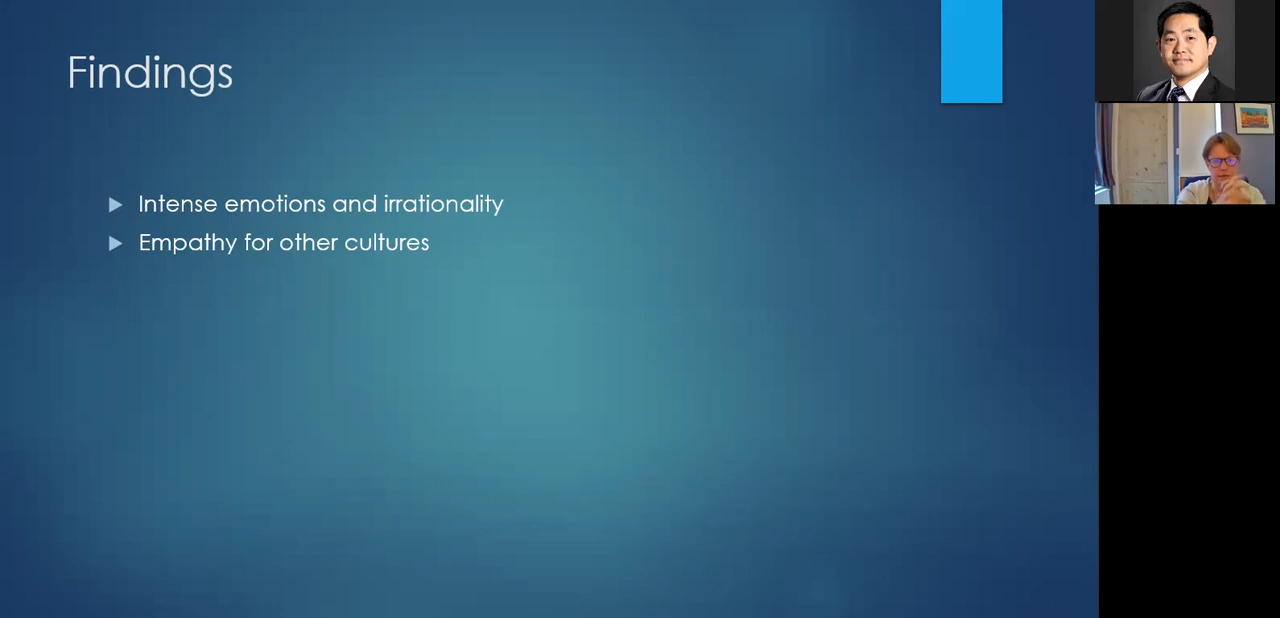 Findings
Intense emotions and irrationality
Empathy for other cultures